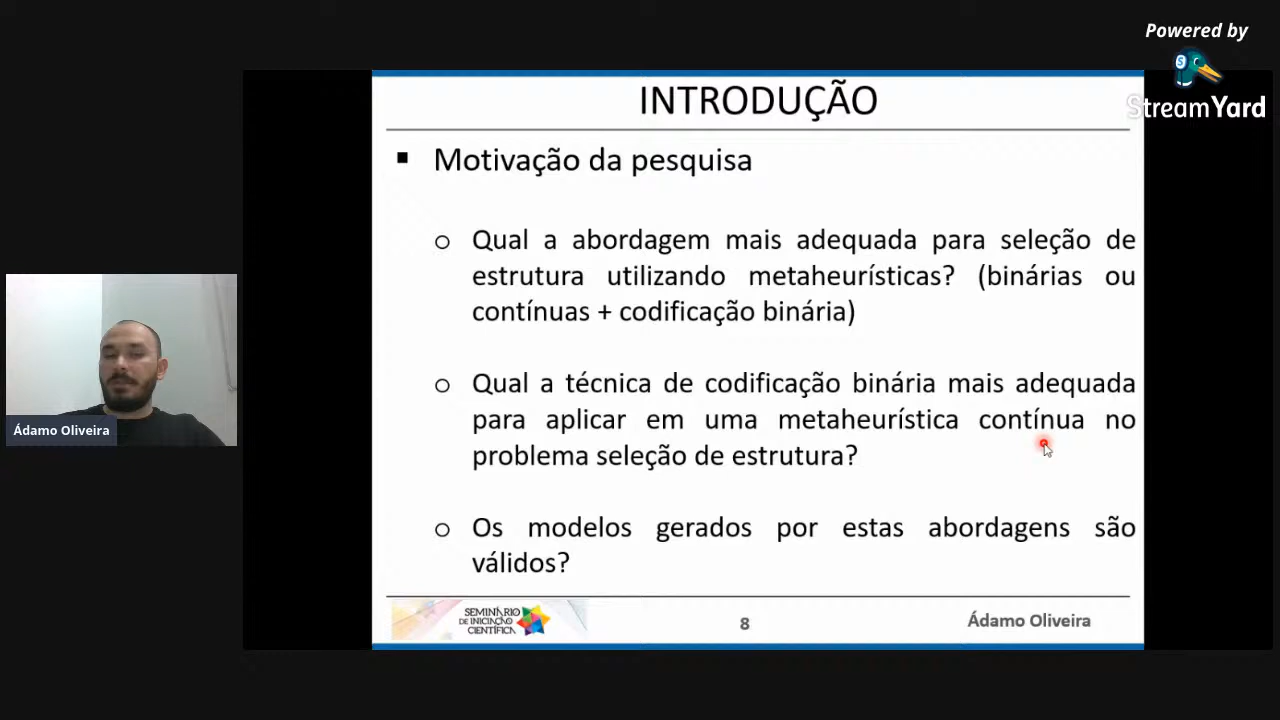 Powered by
StreamYard
INTRODUÇÃO
Motivação da pesquisa
Qual a abordagem mais adequada para seleção de
estrutura utilizando metaheurísticas? (binárias ou
contínuas + codificação binária)
Qual a técnica de codificação binária mais adequada
para aplicar em uma metaheurística contínua no
problema seleção de estrutura?
Os modelos gerados por estas abordagens são
válidos?
Ádamo Oliveira
SEMINÁRIO
DE INICIAÇÃO
CIENTÍFICA
8
Ádamo Oliveira